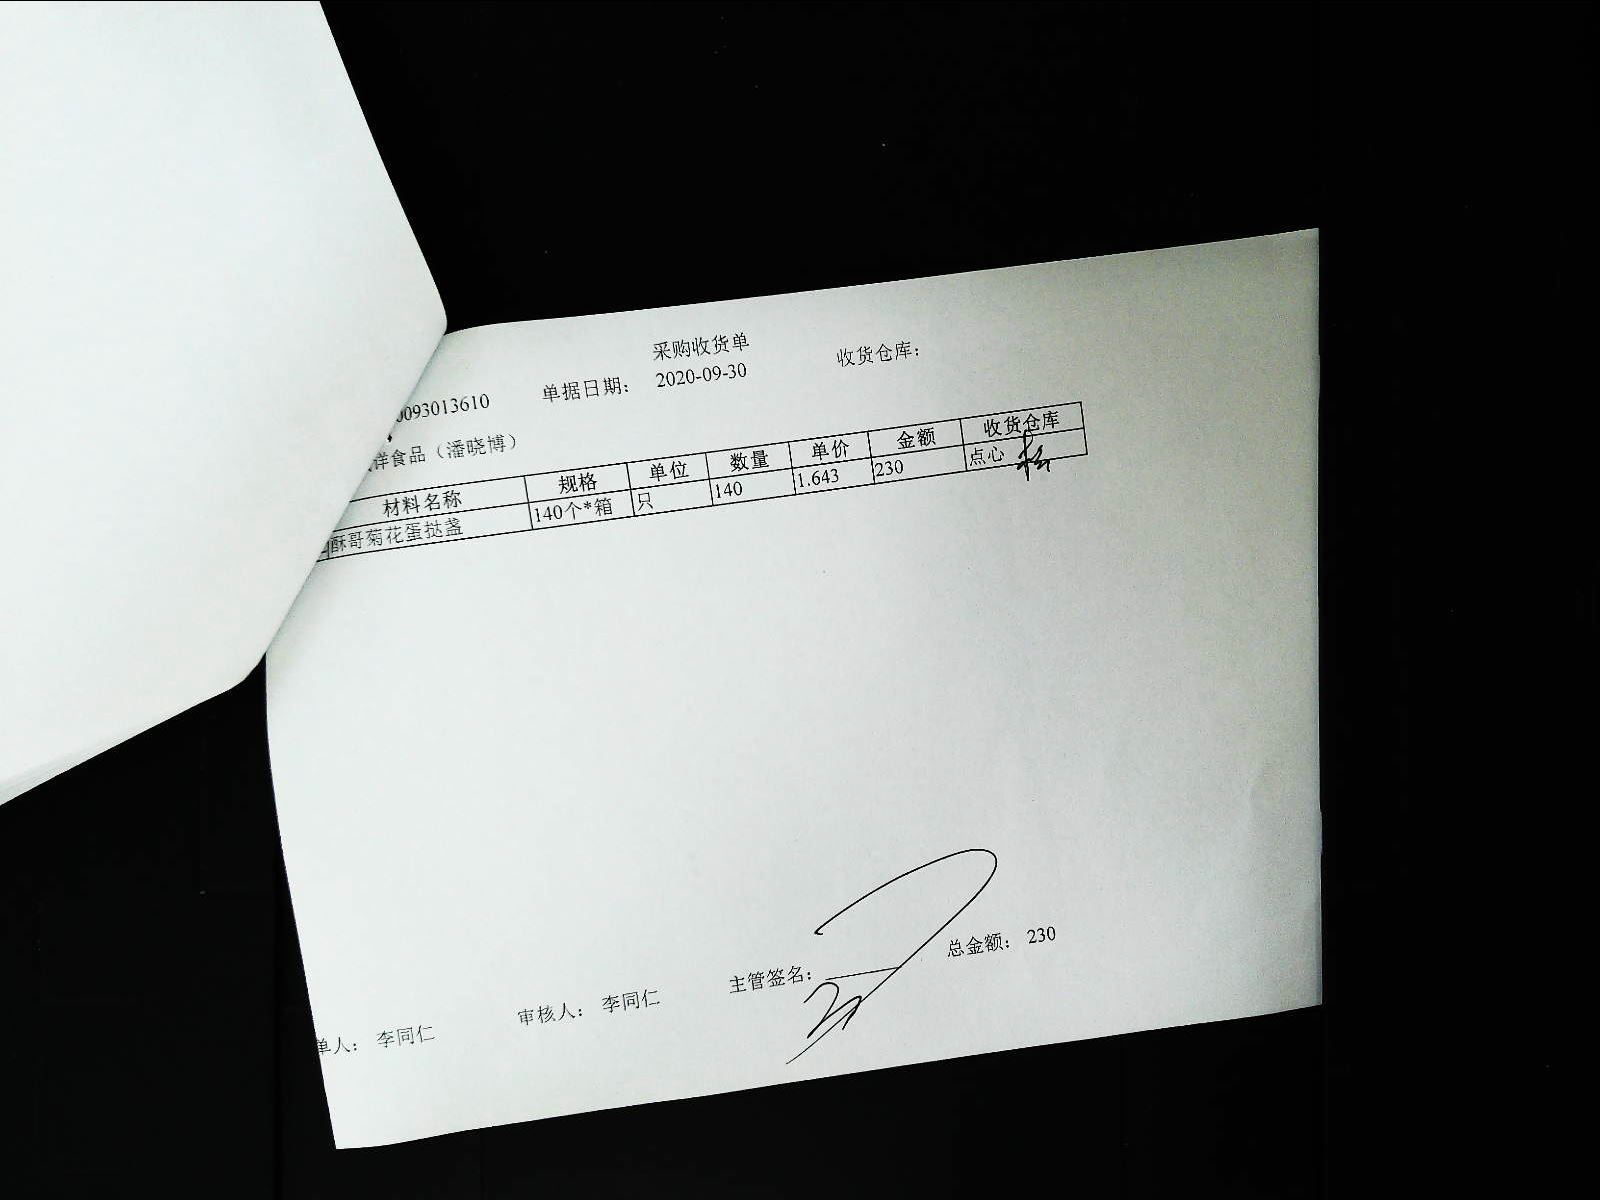 采购收货单
0093013610 单据日期： 2020-09-30 收货仓库：
洋食品（潘晓博）
材料名称 规格 单位 数量 单价 金额 收货仓库
酥哥菊花蛋挞盏 140个*箱 只 140 1.643 230 点心
总金额： 230
单人： 李同仁 审核人： 李同仁 主管签名：